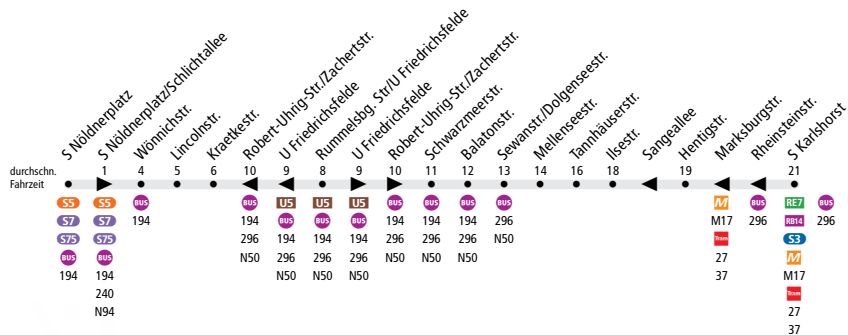 S Nöldnerplatz
S Nöldnerplatz/Schlichtallee
Wönnichstr.
Lincolnstr.
Kraetkestr.
Robert-Uhrig-Str./Zachertstr.
U Friedrichsfelde
Rummelsbg. Str/U Friedrichsfelde
U Friedrichsfelde
Robert-Uhrig-Str./Zachertstr.
Schwarzmeerstr.
Balatonstr.
Sewanstr./Dolgenseestr.
Mellenseestr.
Tannhäuserstr.
Ilsestr.
Sangeallee
Hentigstr.
Marksburgstr.
Rheinsteinstr.
S Karlshorst
durchschn. 1 4 5 6 10 9 8 9 10 11 12 13 14 16 18 19 21
Fahrzeit
S5 S5 BUS BUS U5 U5 U5 BUS BUS BUS BUS M BUS RE7 BUS
S7 S7 194 194 BUS BUS BUS 194 194 194 296 M17 296 RB14 296
S75 S75 296 194 194 194 296 296 296 N50 Tram S3
BUS BUS N50 296 296 296 N50 N50 N50 27 M
194 194 N50 N50 N50 37 M17
240 Tram
N94 27
37